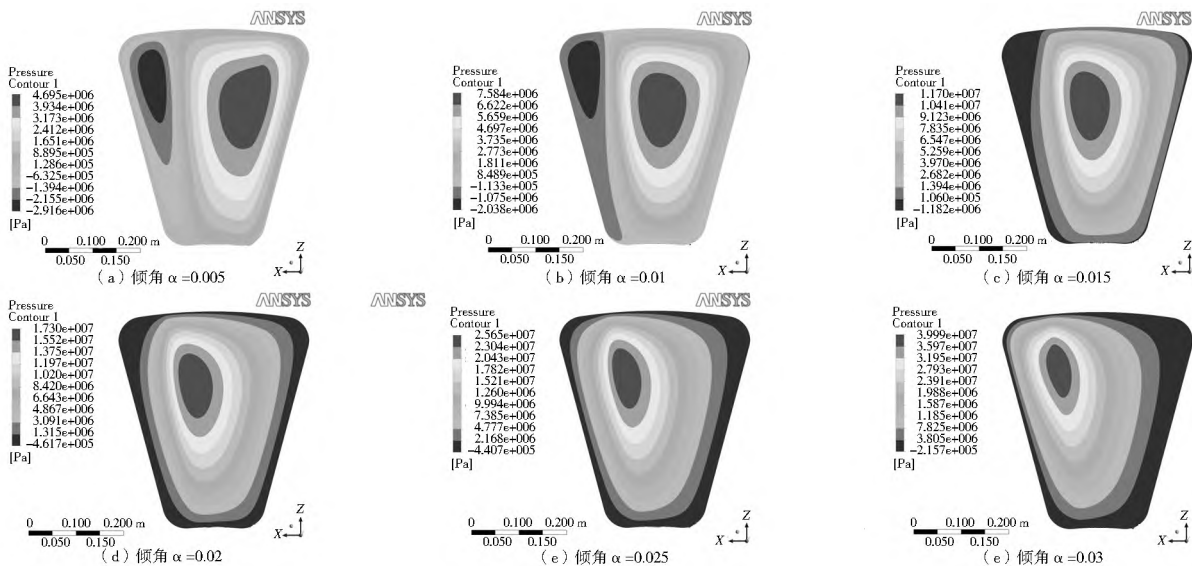 ANSYS
Pressure
Contour 1
4.695e+006
3.934e+006
3.173e+006
2.412e+006
1.651e+006
8.895e+005
1.286e+005
-6.325e+005
-1.394e+006
-2.155e+006
-2.916e+006
[Pa]
0 0.100 0.200 m
0.050 0.150
Z
X
（a）倾角 α=0.005
ANSYS
Pressure
Contour 1
7.584e+006
6.622e+006
5.659e+006
4.697e+006
3.735e+006
2.773e+006
1.811e+006
8.489e+005
-1.133e+005
-1.075e+006
-2.038e+006
[Pa]
0 0.100 0.200 m
0.050 0.150
Z
X
（b）倾角 α=0.01
ANSYS
Pressure
Contour 1
1.170e+007
1.041e+007
9.123e+006
7.835e+006
6.547e+006
5.259e+006
3.970e+006
2.682e+006
1.394e+006
1.060e+005
-1.182e+006
[Pa]
0 0.100 0.200 m
0.050 0.150
Z
X
（c）倾角 α=0.015
ANSYS
Pressure
Contour 1
1.730e+007
1.552e+007
1.375e+007
1.197e+007
1.020e+007
8.420e+006
6.643e+006
4.867e+006
3.091e+006
1.315e+006
-4.617e+005
[Pa]
0 0.100 0.200 m
0.050 0.150
Z
X
（d）倾角 α=0.02
ANSYS
ANSYS
Pressure
Contour 1
2.565e+007
2.304e+007
2.043e+007
1.782e+007
1.521e+007
1.260e+007
9.994e+006
7.385e+006
4.777e+006
2.168e+006
-4.407e+005
[Pa]
0 0.100 0.200 m
0.050 0.150
Z
X
（e）倾角 α=0.025
ANSYS
Pressure
Contour 1
3.999e+007
3.597e+007
3.195e+007
2.793e+007
2.391e+007
1.988e+007
1.587e+007
1.185e+007
7.825e+006
3.805e+006
-2.157e+005
[Pa]
0 0.100 0.200 m
0.050 0.150
Z
X
（e）倾角 α=0.03